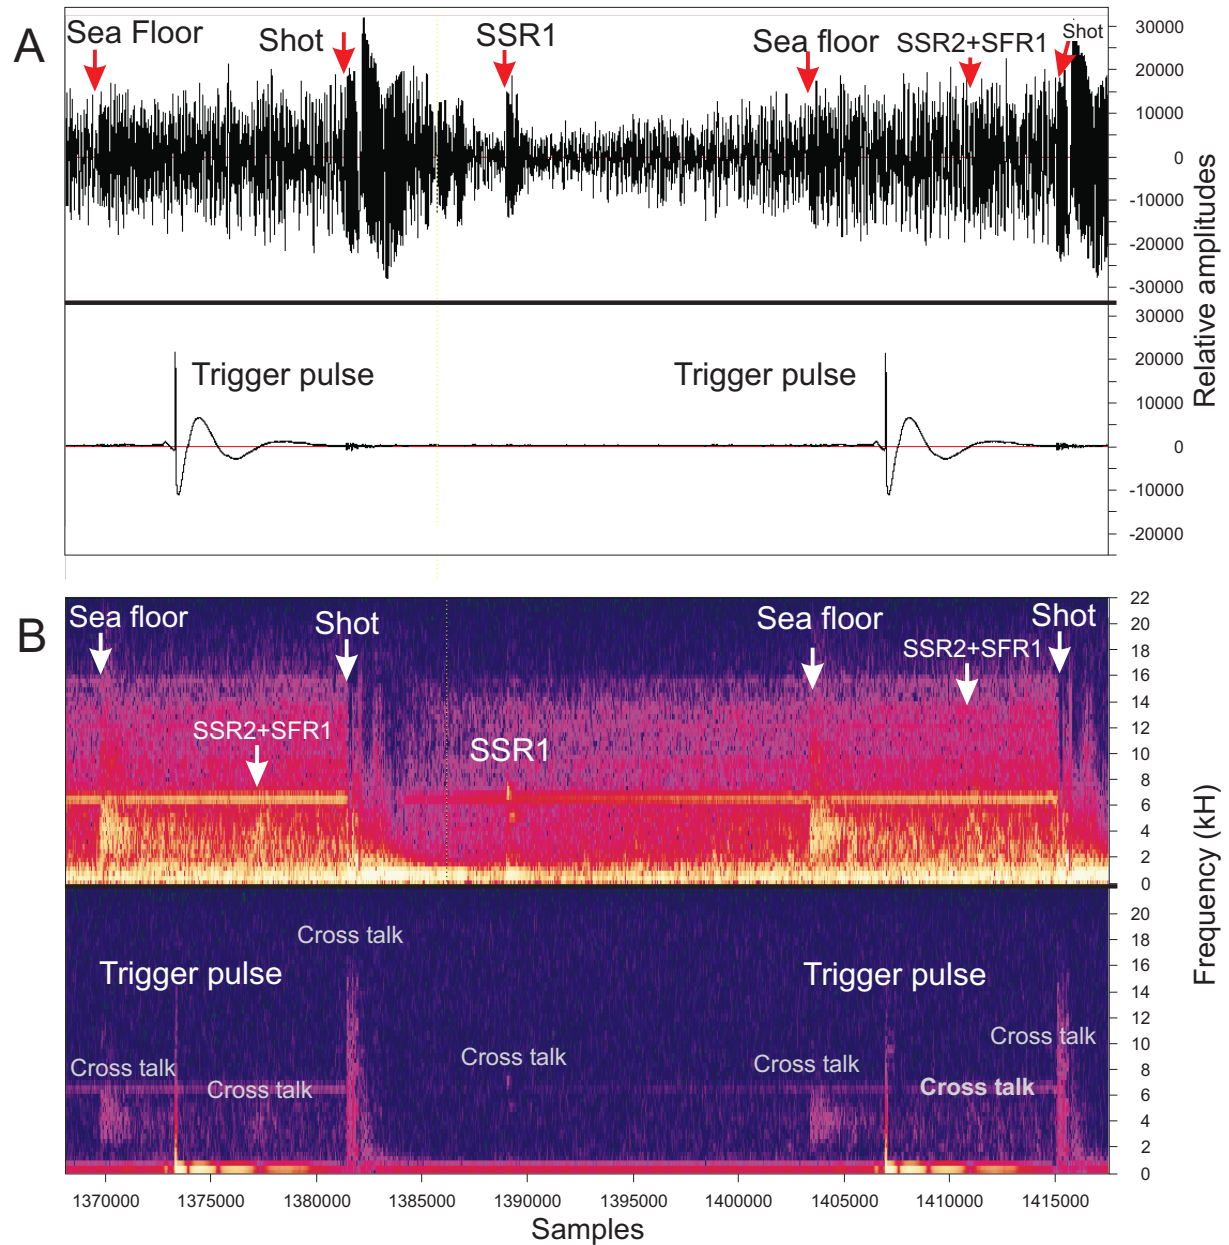 A
Sea Floor
Shot
SSR1
Sea floor
SSR2+SFR1
Shot
30000
20000
10000
0
-10000
-20000
-30000
Trigger pulse
Trigger pulse
30000
20000
10000
0
-10000
-20000
Relative amplitudes
B
Sea floor
Shot
Sea floor
Shot
SSR2+SFR1
SSR2+SFR1
SSR1
22
20
18
16
14
12
10
8
6
4
2
0
Cross talk
Trigger pulse
Trigger pulse
Cross talk
Cross talk
Cross talk
Cross talk
Cross talk
Cross talk
20
18
16
14
12
10
8
6
4
2
0
Frequency (kH)
1370000 1375000 1380000 1385000 1390000 1395000 1400000 1405000 1410000 1415000
Samples